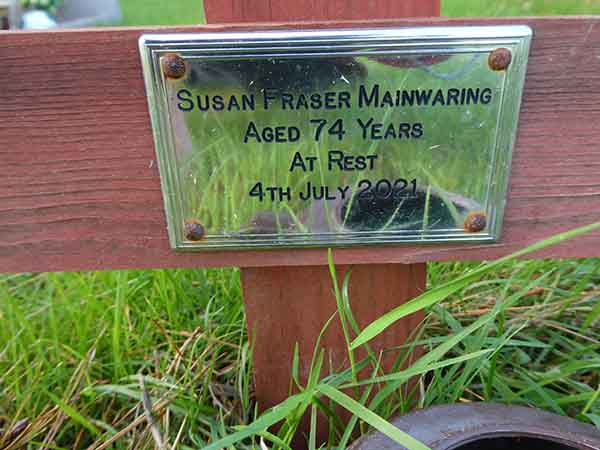 Susan Fraser Mainwaring
Aged 74 Years
At Rest
4th July 2021